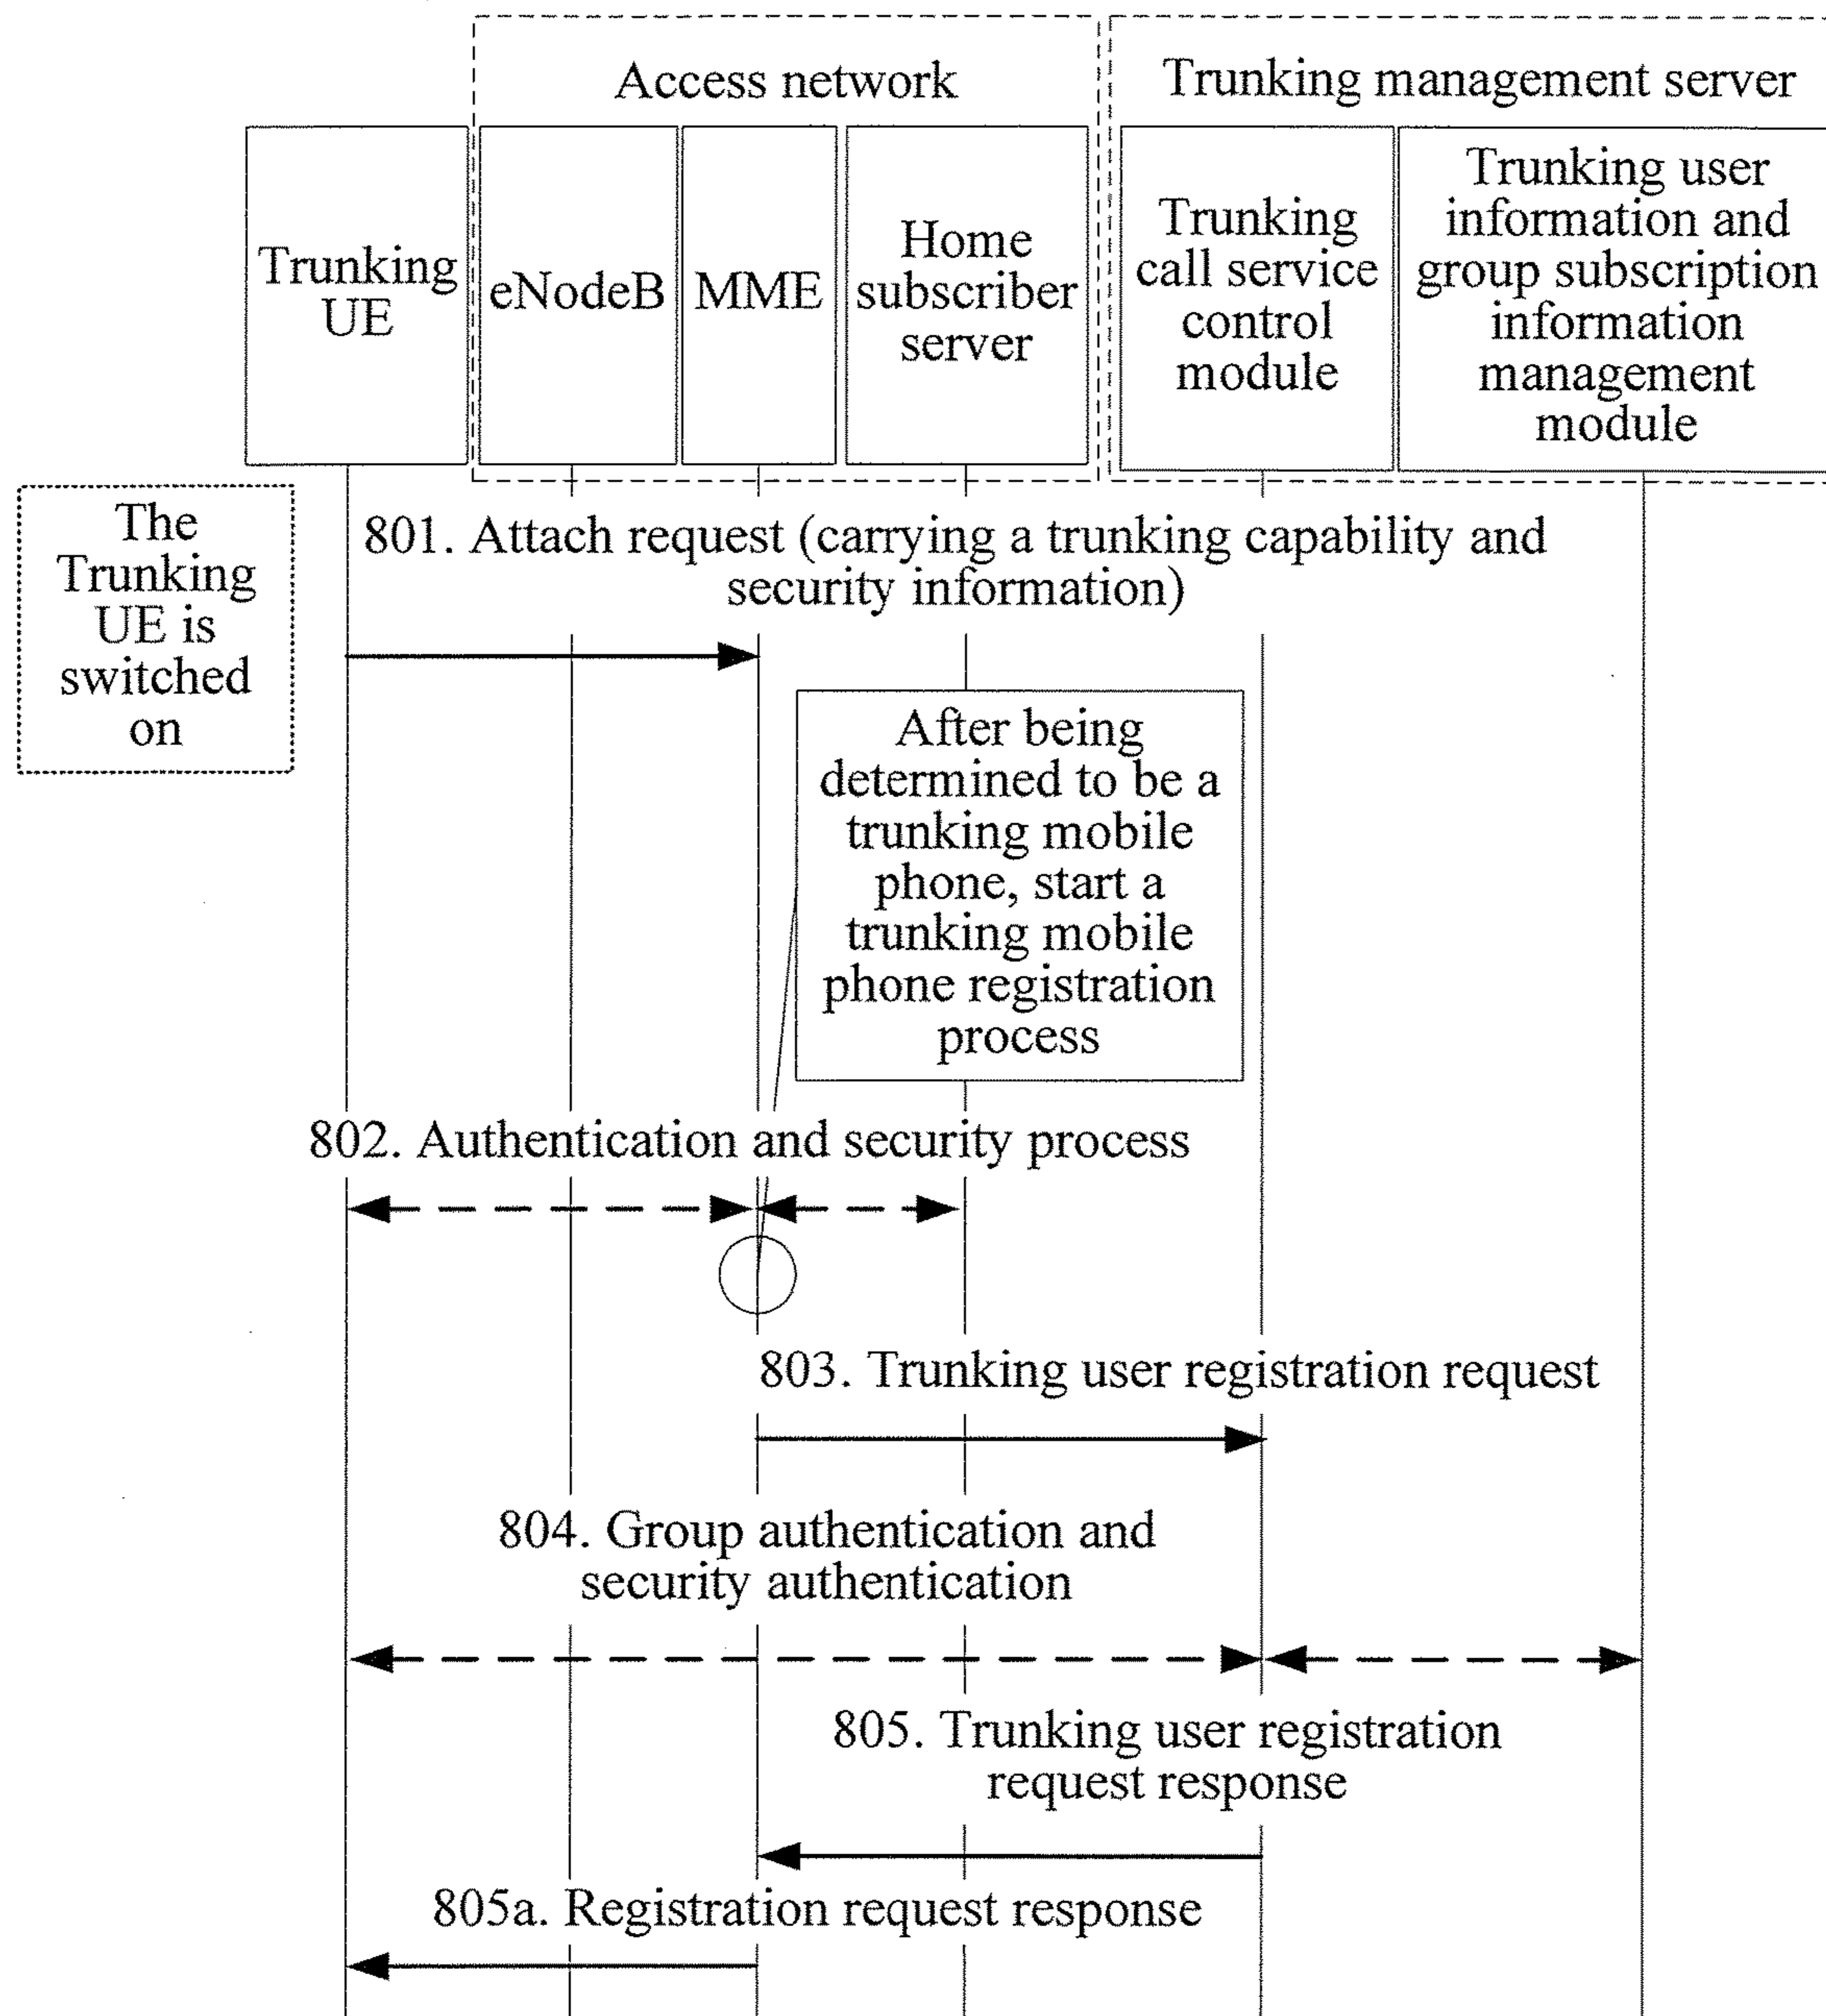 Access network
Trunking management server
Trunking
UE
eNodeB
MME
Home
subscriber
server
Trunking
call service
control
module
Trunking user
information and
group subscription
information
management
module
The
Trunking
UE is
switched
on
801. Attach request (carrying a trunking capability and
security information)
After being
determined to be a
trunking mobile
phone, start a
trunking mobile
phone registration
process
802. Authentication and security process
803. Trunking user registration request
804. Group authentication and
security authentication
805. Trunking user registration
request response
805a. Registration request response